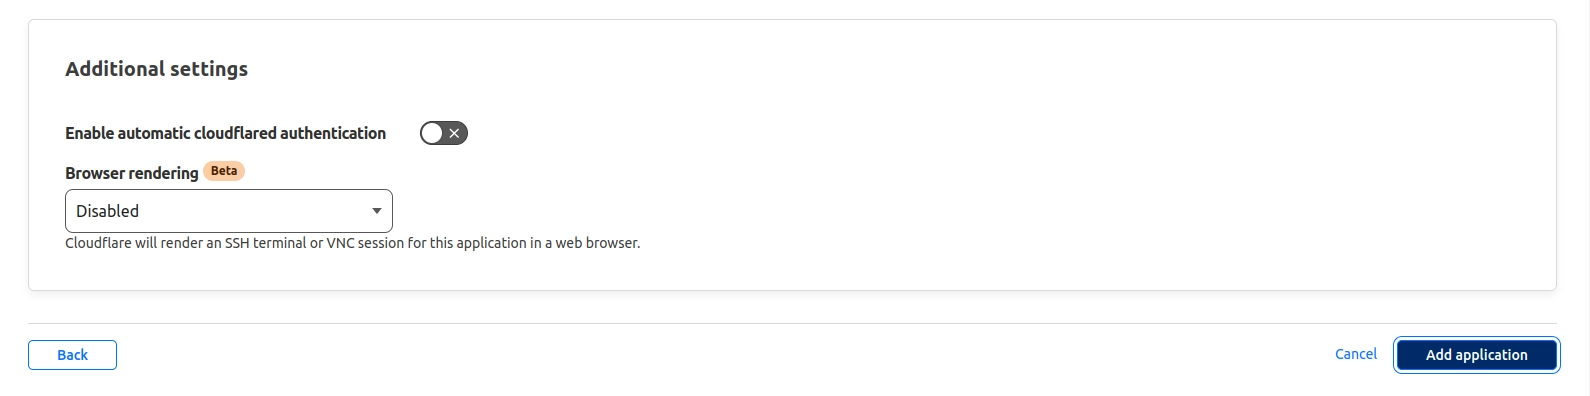 Additional settings
Enable automatic cloudflared authentication
Browser rendering Beta
Disabled
Cloudflare will render an SSH terminal or VNC session for this application in a web browser.
Back
Cancel
Add application